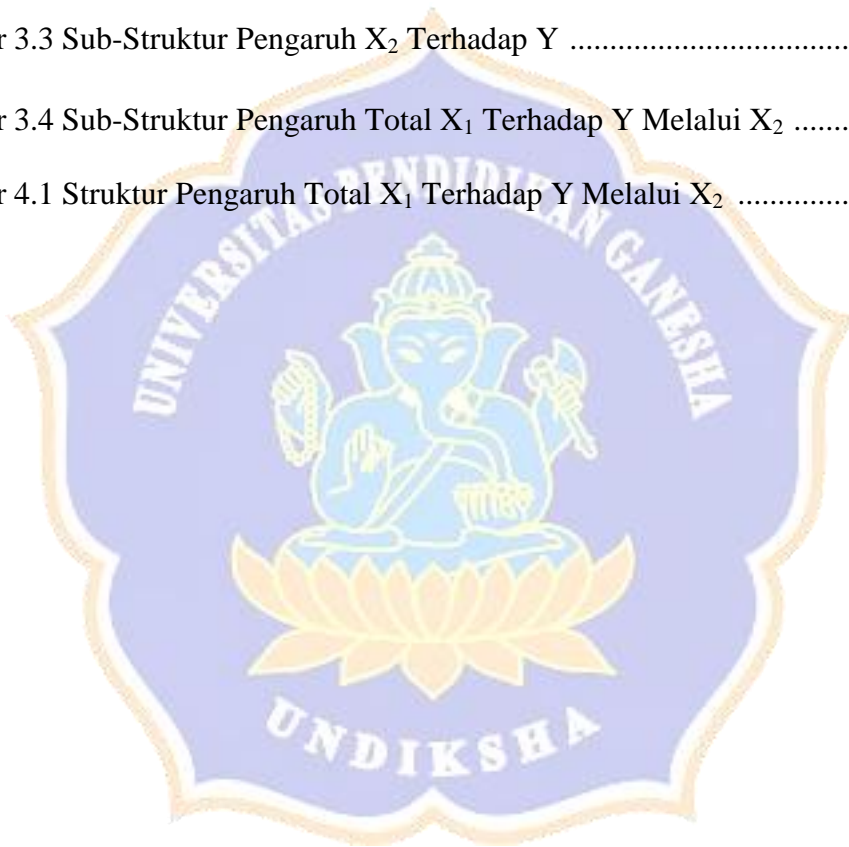 r 3.3 Sub-Struktur Pengaruh X₂ Terhadap Y ..................................
r 3.4 Sub-Struktur Pengaruh Total X₁ Terhadap Y Melalui X₂ .......
r 4.1 Struktur Pengaruh Total X₁ Terhadap Y Melalui X₂ ..............
UNIVERSITAS PENDIDIKAN GANESHA
UNDIKSHA